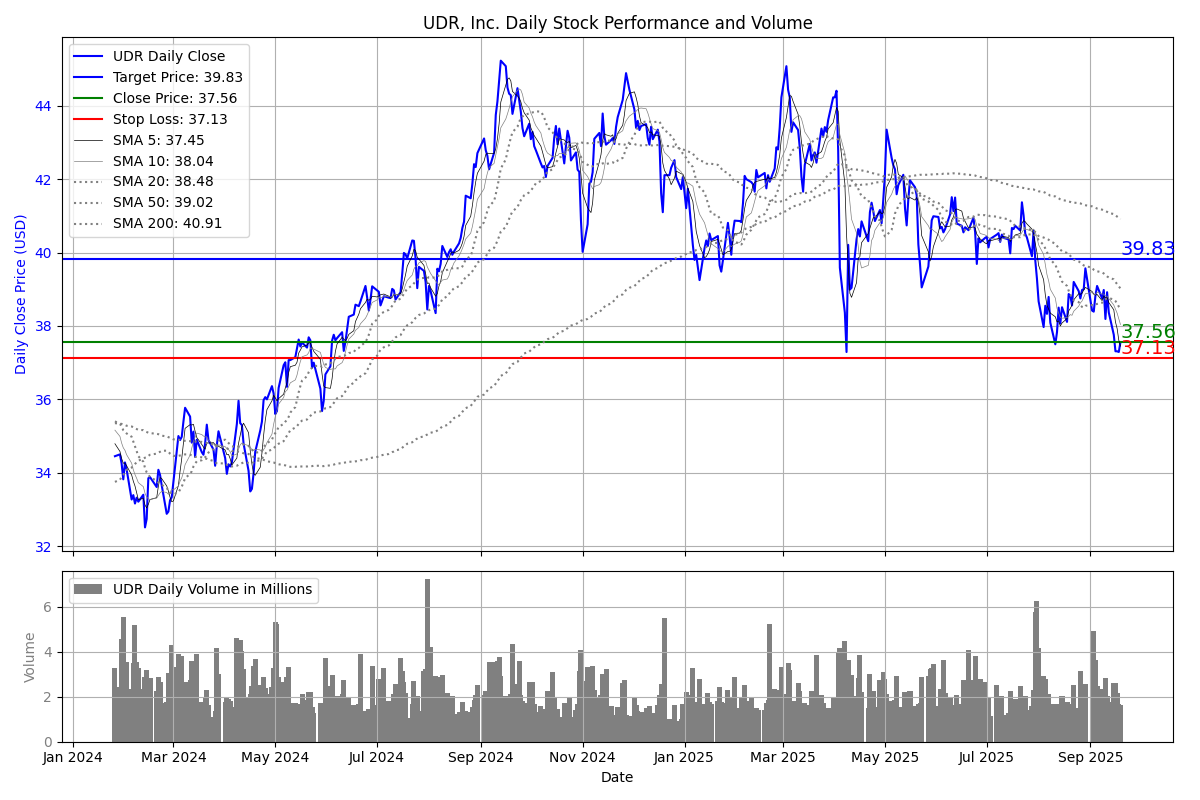 UDR, Inc. Daily Stock Performance and Volume
UDR Daily Close
Target Price: 39.83
Close Price: 37.56
Stop Loss: 37.13
SMA 5: 37.45
SMA 10: 38.04
SMA 20: 38.48
SMA 50: 39.02
SMA 200: 40.91
Daily Close Price (USD)
44
42
40
38
36
34
32
39.83
37.56
37.13
UDR Daily Volume in Millions
Volume
6
4
2
0
Jan 2024 Mar 2024 May 2024 Jul 2024 Sep 2024 Nov 2024 Jan 2025 Mar 2025 May 2025 Jul 2025 Sep 2025
Date